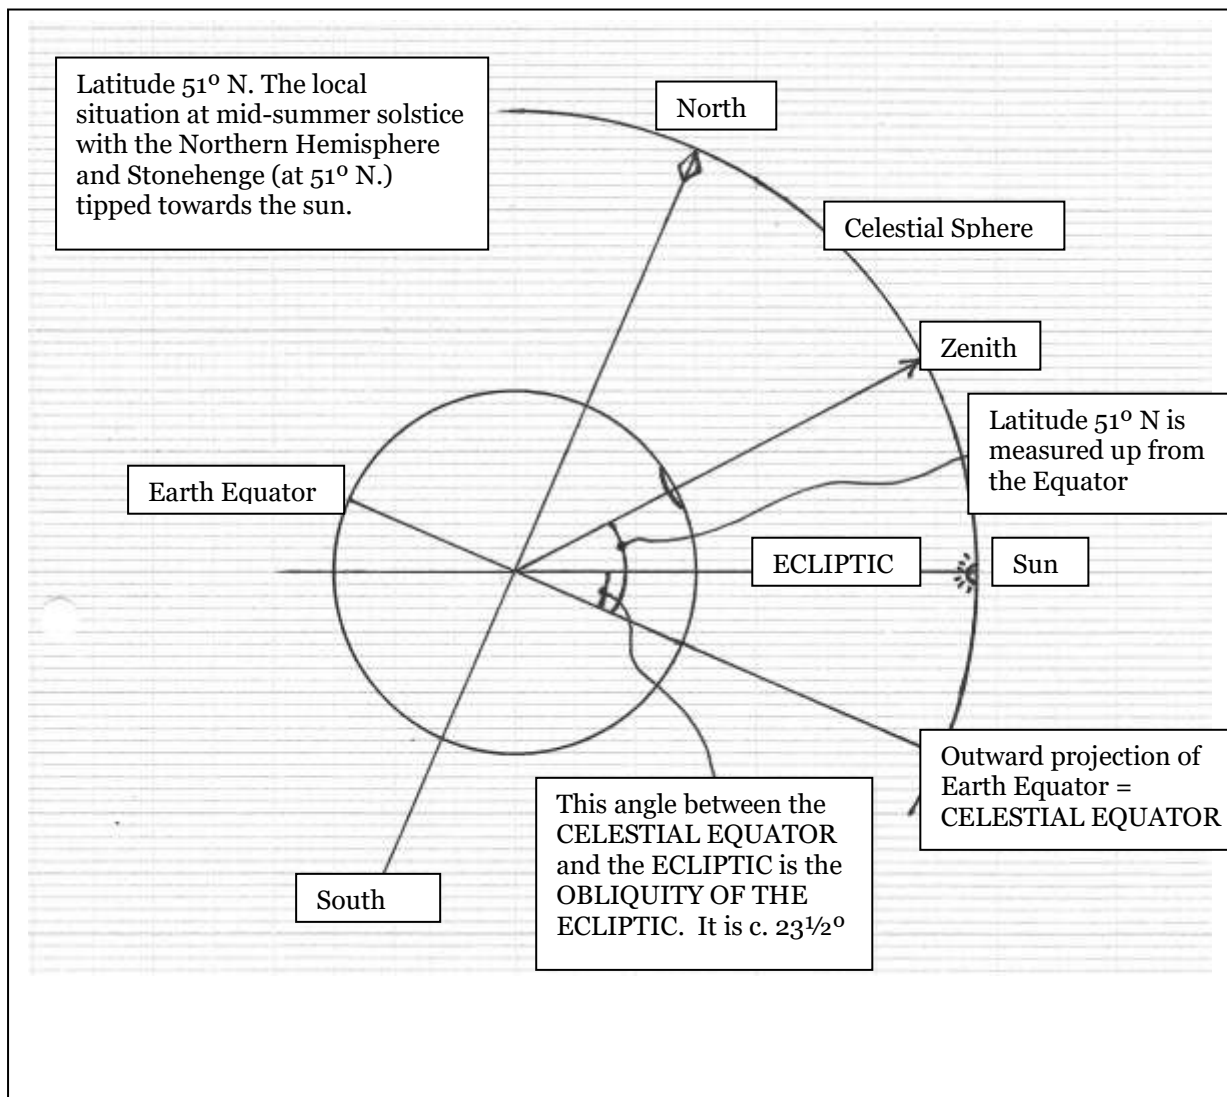 Latitude 51º N. The local
situation at mid-summer solstice
with the Northern Hemisphere
and Stonehenge (at 51º N.)
tipped towards the sun.
North
Celestial Sphere
Zenith
Latitude 51º N is
measured up from
the Equator
Earth Equator
ECLIPTIC
Sun
Outward projection of
Earth Equator =
CELESTIAL EQUATOR
This angle between the
CELESTIAL EQUATOR
and the ECLIPTIC is the
OBLIQUITY OF THE
ECLIPTIC.  It is c. 23½º
South